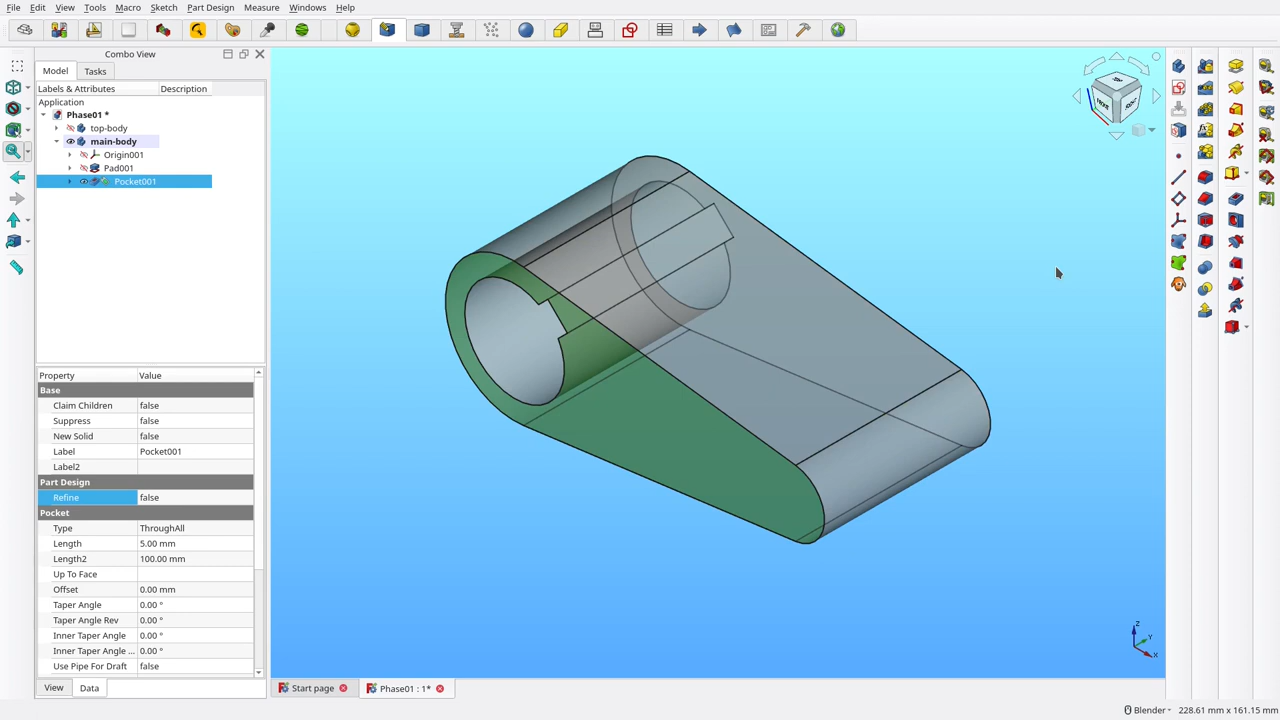 File Edit View Tools Macro Sketch Part Design Measure Windows Help
Combo View
Model Tasks
Labels & Attributes Description
Application
Phase01 *
top-body
main-body
Origin001
Pad001
Pocket001
Property Value
Base
Claim Children false
Suppress false
New Solid false
Label Pocket001
Label2
Part Design
Refine false
Pocket
Type ThroughAll
Length 5.00 mm
Length2 100.00 mm
Up To Face
Offset 0.00 mm
Taper Angle 0.00 °
Taper Angle Rev 0.00 °
Inner Taper Angle 0.00 °
Inner Taper Angle ... 0.00 °
Use Pipe For Draft false
View Data
Start page Phase01 : 1*
Z
Y
X
Blender 228.61 mm x 161.15 mm